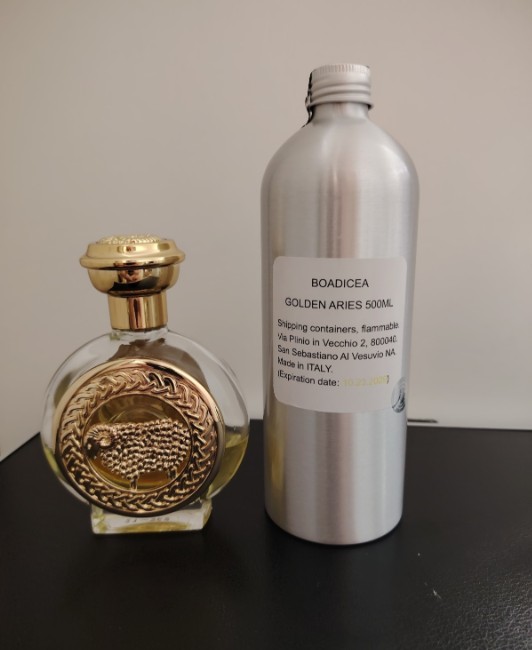 BOADICEA
GOLDEN ARIES 500ML
Shipping containers, flammable.
Via Plinio in Vecchio 2, 800040.
San Sebastiano Al Vesuvio NA.
Made in ITALY.
(Expiration date: